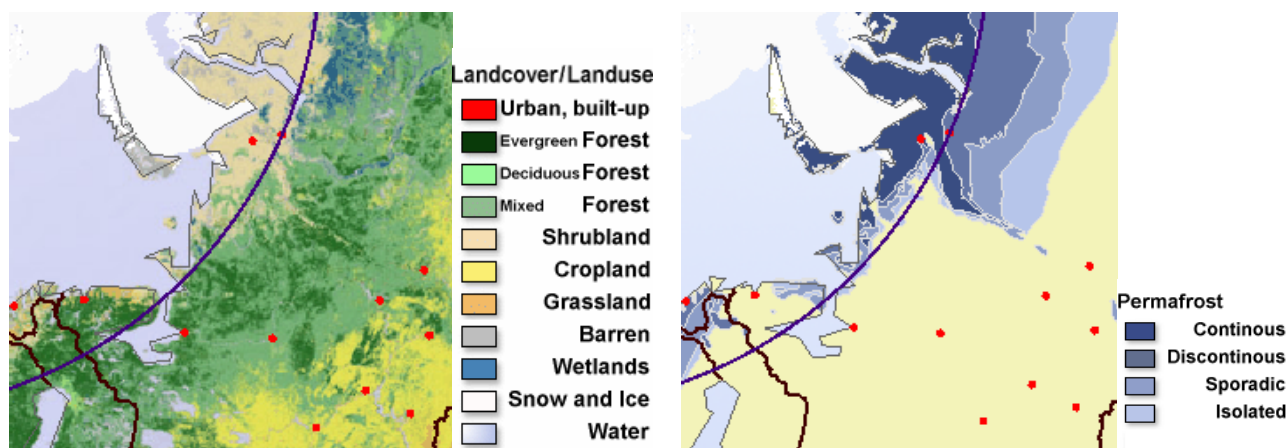 Landcover/Landuse
Urban, built-up
Evergreen Forest
Deciduous Forest
Mixed Forest
Shrubland
Cropland
Grassland
Barren
Wetlands
Snow and Ice
Water
Permafrost
Continous
Discontinous
Sporadic
Isolated